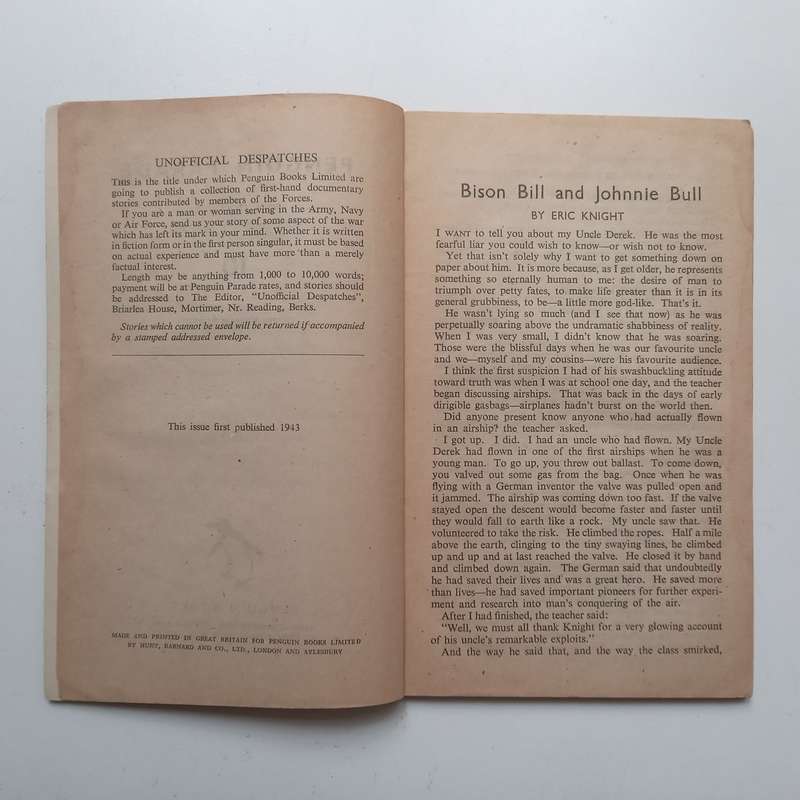 UNOFFICIAL DESPATCHES
THIS is the title under which Penguin Books Limited are
going to publish a collection of first-hand documentary
stories contributed by members of the Forces.
If you are a man or woman serving in the Army, Navy
or Air Force, send us your story of some aspect of the war
which has left its mark in your mind. Whether it is written
in fiction form or in the first person singular, it must be based
on actual experience and must have more than a merely
factual interest.
Length may be anything from 1,000 to 10,000 words;
payment will be at Penguin Parade rates, and stories should
be addressed to The Editor, "Unofficial Despatches",
Briarlea House, Mortimer, Nr. Reading, Berks.
Stories which cannot be used will be returned if accompanied
by a stamped addressed envelope.
This issue first published 1943
MADE AND PRINTED IN GREAT BRITAIN FOR PENGUIN BOOKS LIMITED
BY HUNT, BARNARD AND CO., LTD., LONDON AND AYLESBURY
Bison Bill and Johnnie Bull
BY ERIC KNIGHT
I WANT to tell you about my Uncle Derek. He was the most
fearful liar you could wish to know—or wish not to know.
Yet that isn't solely why I want to get something down on
paper about him. It is more because, as I get older, he represents
something so eternally human to me: the desire of man to
triumph over petty fates, to make life greater than it is in its
general grubbiness, to be—a little more god-like. That's it.
He wasn't lying so much (and I see that now) as he was
perpetually soaring above the undramatic shabbiness of reality.
When I was very small, I didn't know that he was soaring.
Those were the blissful days when he was our favourite uncle
and we—myself and my cousins—were his favourite audience.
I think the first suspicion I had of his swashbuckling attitude
toward truth was when I was at school one day, and the teacher
began discussing airships. That was back in the days of early
dirigible gasbags—airplanes hadn't burst on the world then.
Did anyone present know anyone who had actually flown
in an airship? the teacher asked.
I got up. I did. I had an uncle who had flown. My Uncle
Derek had flown in one of the first airships when he was a
young man. To go up, you threw out ballast. To come down,
you valved out some gas from the bag. Once when he was
flying with a German inventor the valve was pulled open and
it jammed. The airship was coming down too fast. If the valve
stayed open the descent would become faster and faster until
they would fall to earth like a rock. My uncle saw that. He
volunteered to take the risk. He climbed the ropes. Half a mile
above the earth, clinging to the tiny swaying lines, he climbed
up and up and at last reached the valve. He closed it by hand
and climbed down again. The German said that undoubtedly
he had saved their lives and was a great hero. He saved more
than lives—he had saved important pioneers for further experi-
ment and research into man's conquering of the air.
After I had finished, the teacher said:
"Well, we must all thank Knight for a very glowing account
of his uncle's remarkable exploits."
And the way he said that, and the way the class smirked,